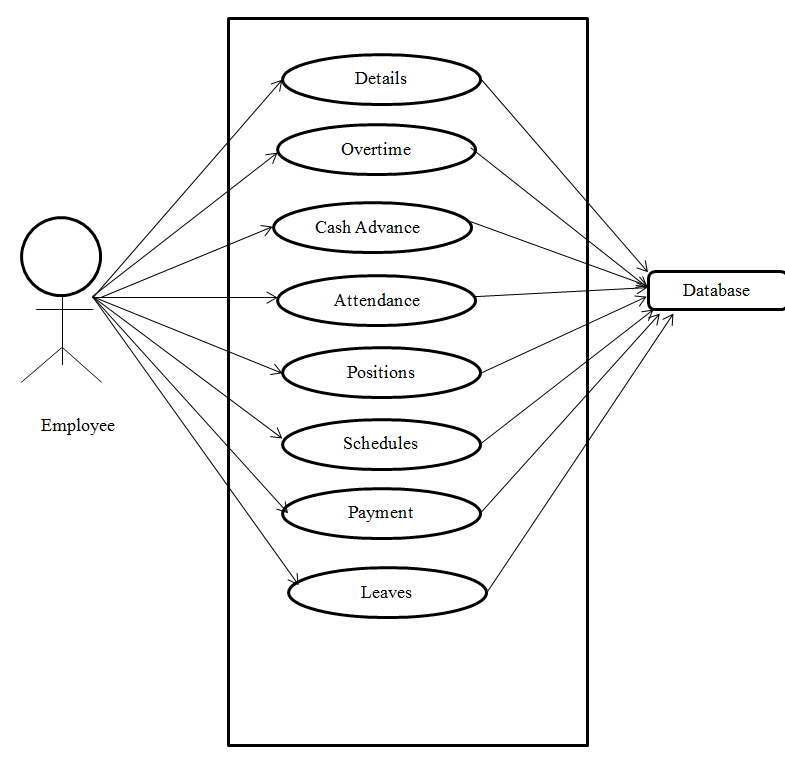 Details
Overtime
Cash Advance
Attendance
Positions
Schedules
Payment
Leaves
Employee
Database